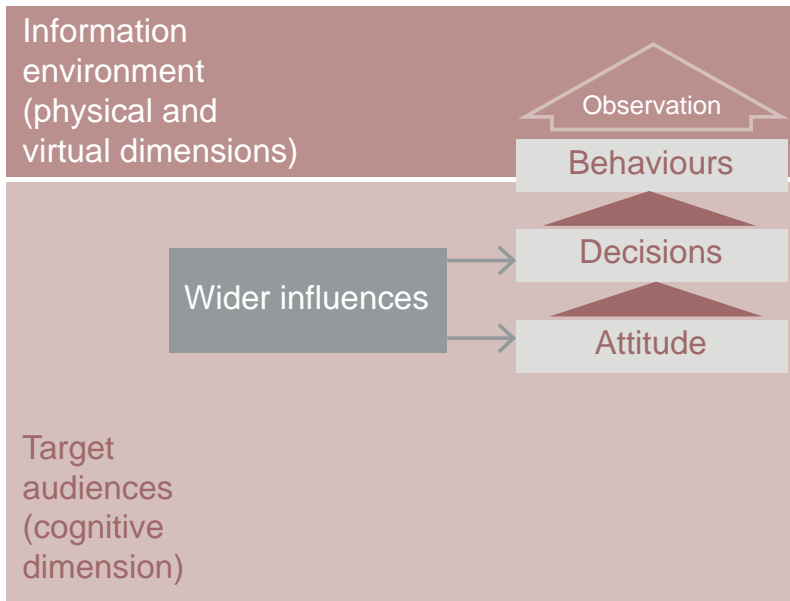 Information
environment
(physical and
virtual dimensions)
Observation
Behaviours
Decisions
Wider influences
Attitude
Target
audiences
(cognitive
dimension)